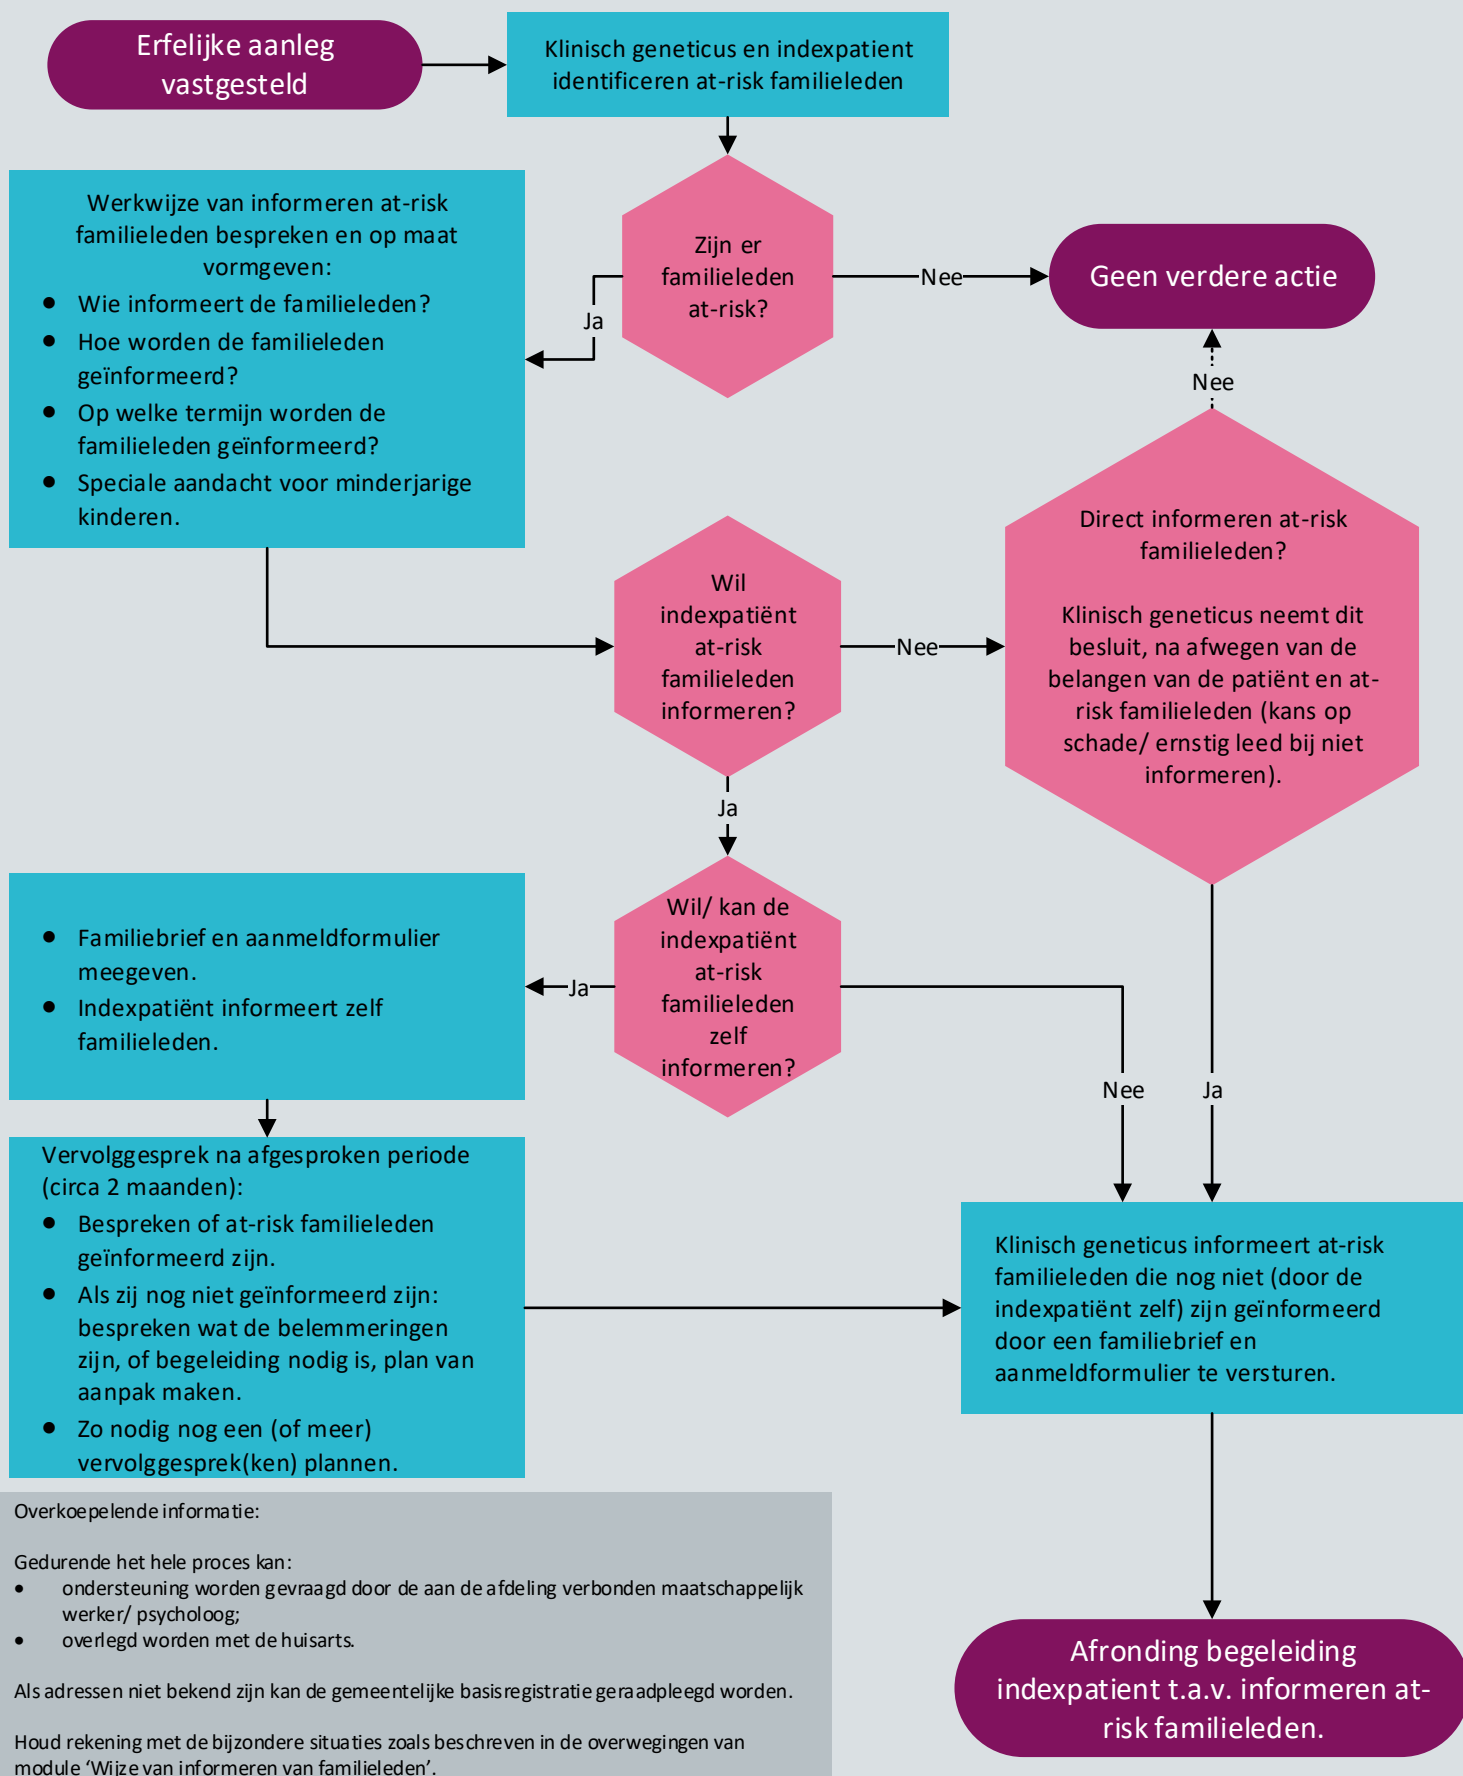 Erfelijke aanleg
vastgesteld
Klinisch geneticus en indexpatient
identificeren at-risk familieleden
Zijn er
familieleden
at-risk?
Nee
Geen verdere actie
Ja
Werkwijze van informeren at-risk
familieleden bespreken en op maat
vormgeven:
• Wie informeert de familieleden?
• Hoe worden de familieleden
geïnformeerd?
• Op welke termijn worden de
familieleden geïnformeerd?
• Speciale aandacht voor minderjarige
kinderen.
Wil
indexpatiënt
at-risk
familieleden
informeren?
Nee
Nee
Direct informeren at-risk
familieleden?
Klinisch geneticus neemt dit
besluit, na afwegen van de
belangen van de patiënt en at-
risk familieleden (kans op
schade/ ernstig leed bij niet
informeren).
Ja
Wil/ kan de
indexpatiënt
at-risk
familieleden
zelf
informeren?
Ja
Nee
Ja
• Familiebrief en aanmeldformulier
meegeven.
• Indexpatiënt informeert zelf
familieleden.
Vervolggesprek na afgesproken periode
(circa 2 maanden):
• Bespreken of at-risk familieleden
geïnformeerd zijn.
• Als zij nog niet geïnformeerd zijn:
bespreken wat de belemmeringen
zijn, of begeleiding nodig is, plan van
aanpak maken.
• Zo nodig nog een (of meer)
vervolggesprek(ken) plannen.
Klinisch geneticus informeert at-risk
familieleden die nog niet (door de
indexpatiënt zelf) zijn geïnformeerd
door een familiebrief en
aanmeldformulier te versturen.
Afronding begeleiding
indexpatient t.a.v. informeren at-
risk familieleden.
Overkoepelende informatie:
Gedurende het hele proces kan:
• ondersteuning worden gevraagd door de aan de afdeling verbonden maatschappelijk
werker/ psycholoog;
• overlegd worden met de huisarts.
Als adressen niet bekend zijn kan de gemeentelijke basisregistratie geraadpleegd worden.
Houd rekening met de bijzondere situaties zoals beschreven in de overwegingen van
module ‘Wijze van informeren van familieleden’.